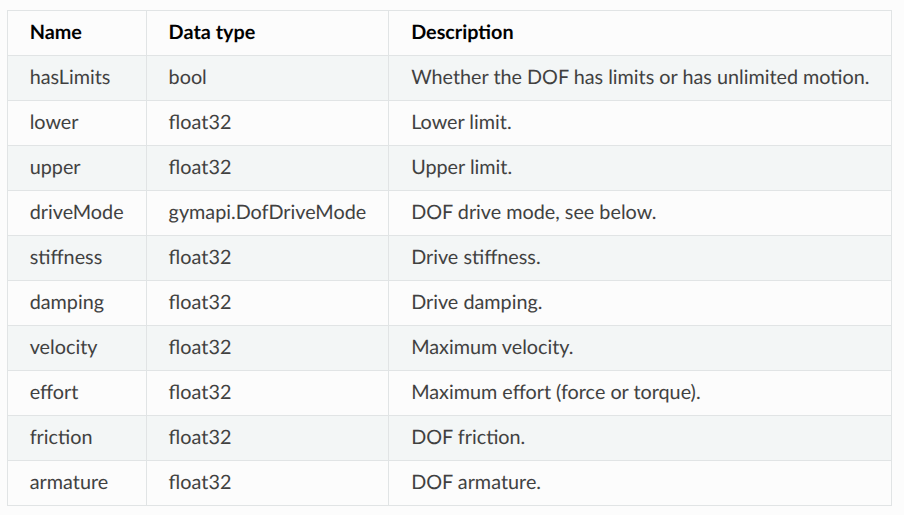 Name Data type Description
hasLimits bool Whether the DOF has limits or has unlimited motion.
lower float32 Lower limit.
upper float32 Upper limit.
driveMode gymapi.DofDriveMode DOF drive mode, see below.
stiffness float32 Drive stiffness.
damping float32 Drive damping.
velocity float32 Maximum velocity.
effort float32 Maximum effort (force or torque).
friction float32 DOF friction.
armature float32 DOF armature.